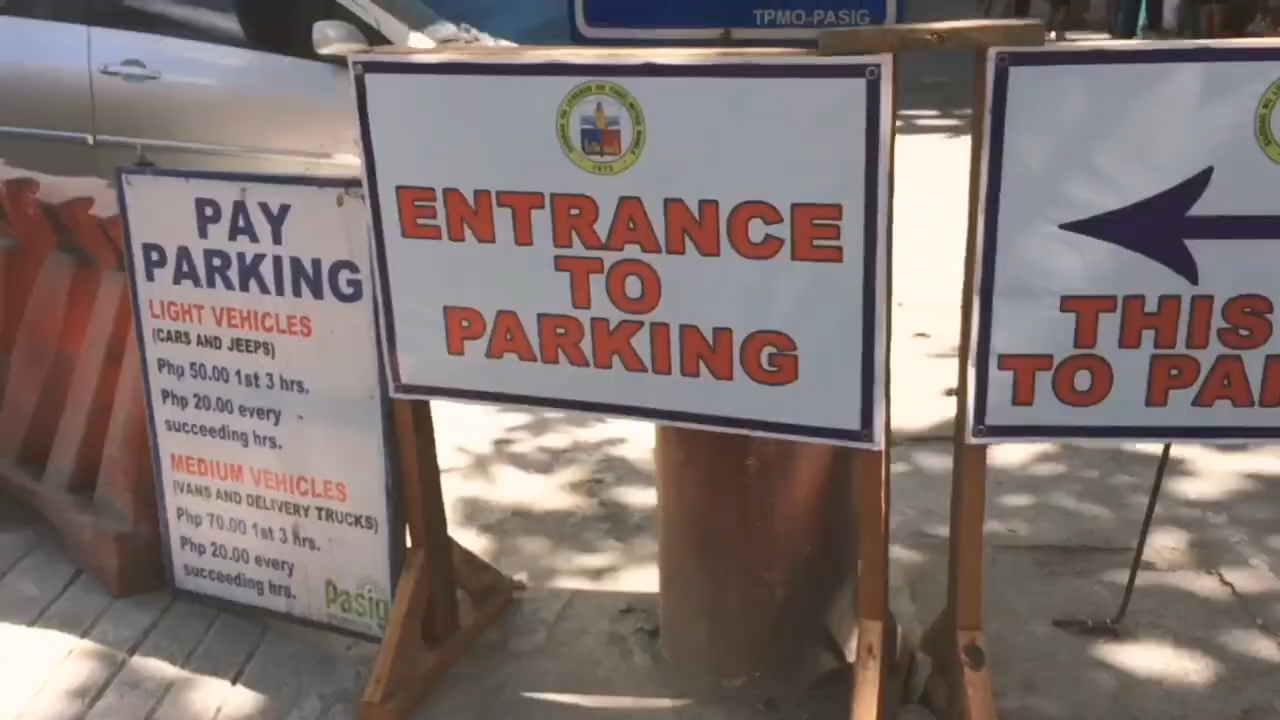 TPMO-PASIG
PAY
PARKING
LIGHT VEHICLES
(CARS AND JEEPS)
Php 50.00 1st 3 hrs.
Php 20.00 every
succeeding hrs.
MEDIUM VEHICLES
(VANS AND DELIVERY TRUCKS)
Php 70.00 1st 3 hrs.
Php 20.00 every
succeeding hrs.
Pasig
ENTRANCE
TO
PARKING
THIS
TO